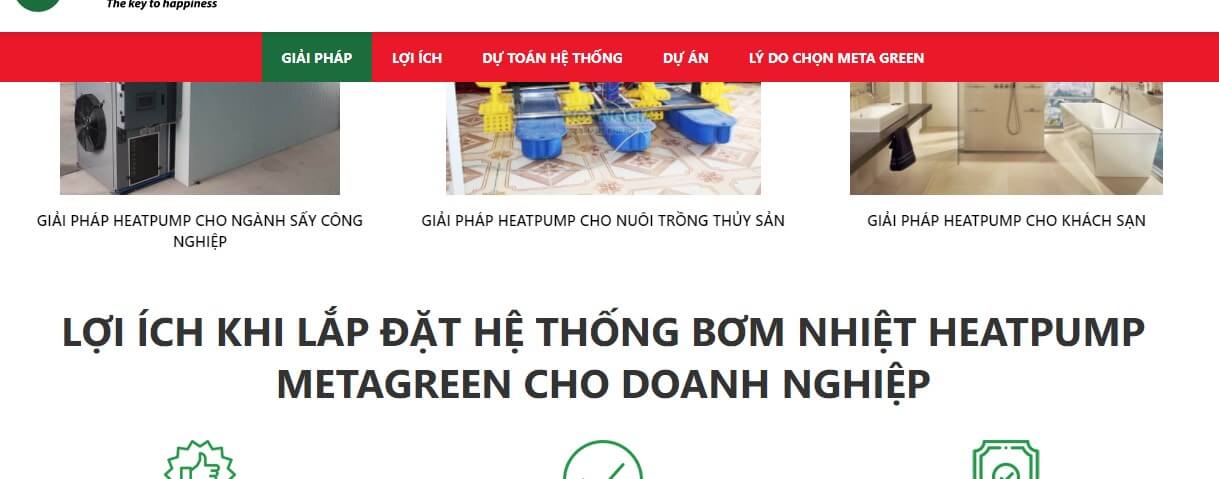 The key to happiness
GIẢI PHÁP
LỢI ÍCH
DỰ TOÁN HỆ THỐNG
DỰ ÁN
LÝ DO CHỌN META GREEN
GIẢI PHÁP HEATPUMP CHO NGÀNH SẤY CÔNG
NGHIỆP
GIẢI PHÁP HEATPUMP CHO NUÔI TRỒNG THỦY SẢN
GIẢI PHÁP HEATPUMP CHO KHÁCH SẠN
LỢI ÍCH KHI LẮP ĐẶT HỆ THỐNG BƠM NHIỆT HEATPUMP
METAGREEN CHO DOANH NGHIỆP